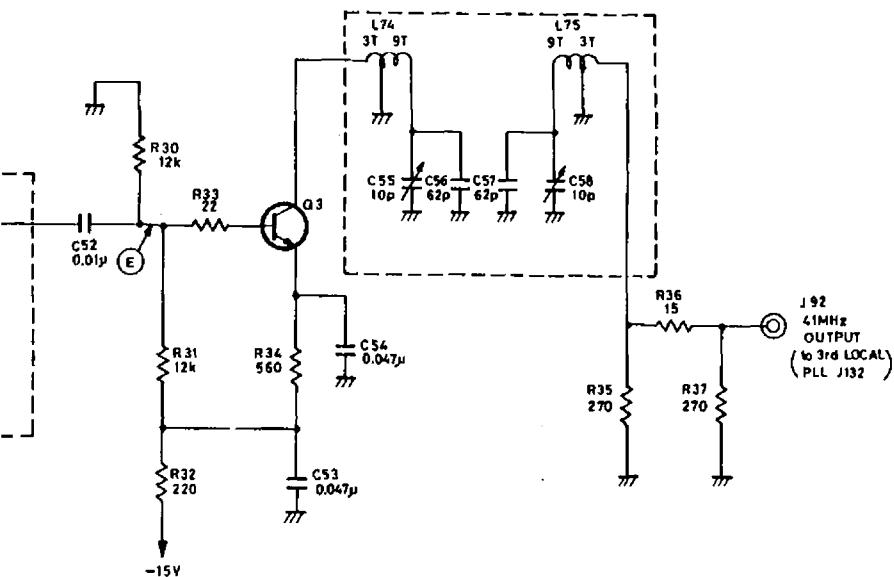 L74
3T 9T
L75
9T 3T
R30
12k
R33
22
Q3
C55
10p
C56
62p
C57
62p
C58
10p
C52
0.01µ
E
R31
12k
R34
560
C54
0.047µ
R36
15
J92
41MHz
OUTPUT
(to 3rd LOCAL
PLL J132)
R35
270
R37
270
R32
220
C53
0.047µ
-15V